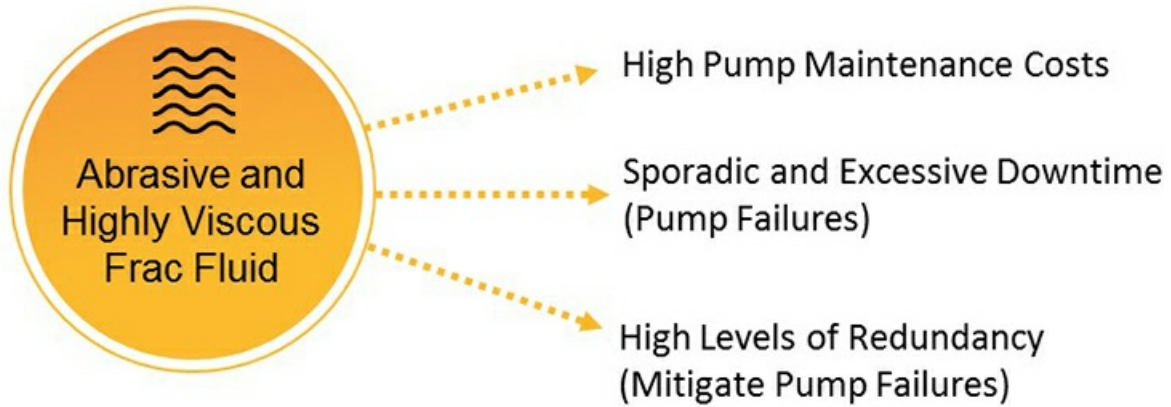 Abrasive and
Highly Viscous
Frac Fluid
High Pump Maintenance Costs
Sporadic and Excessive Downtime
(Pump Failures)
High Levels of Redundancy
(Mitigate Pump Failures)